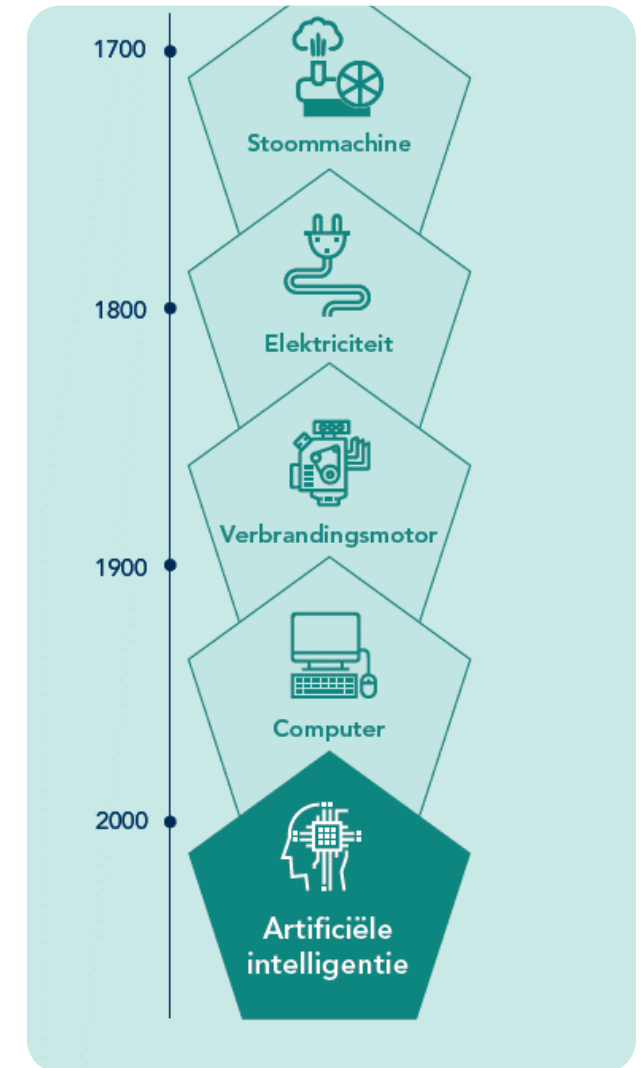 1700
Stoommachine
1800
Elektriciteit
Verbrandingsmotor
1900
Computer
2000
Artificiële
intelligentie